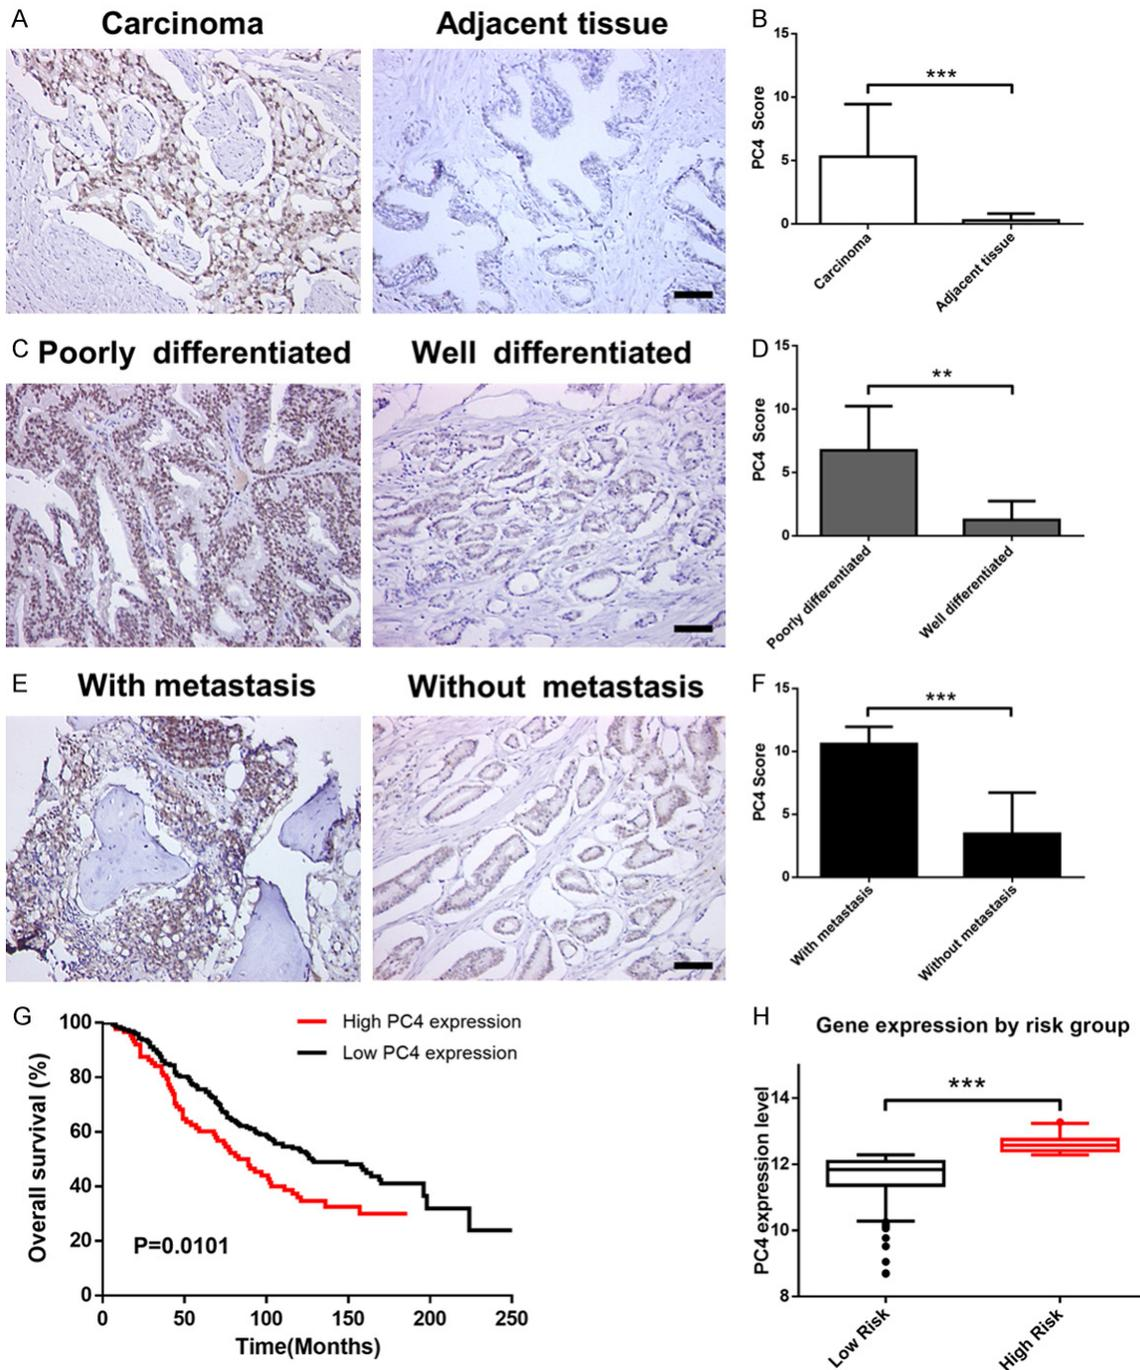 A
Carcinoma
Adjacent tissue
B
15
10
5
0
PC4 Score
***
Carcinoma
Adjacent tissue
C
Poorly differentiated
Well differentiated
D
15
10
5
0
PC4 Score
**
Poorly differentiated
Well differentiated
E
With metastasis
Without metastasis
F
15
10
5
0
PC4 Score
***
With metastasis
Without metastasis
G
100
80
60
40
20
0
Overall survival (%)
High PC4 expression
Low PC4 expression
P=0.0101
0 50 100 150 200 250
Time(Months)
H
Gene expression by risk group
14
12
10
8
PC4 expression level
***
Low Risk
High Risk